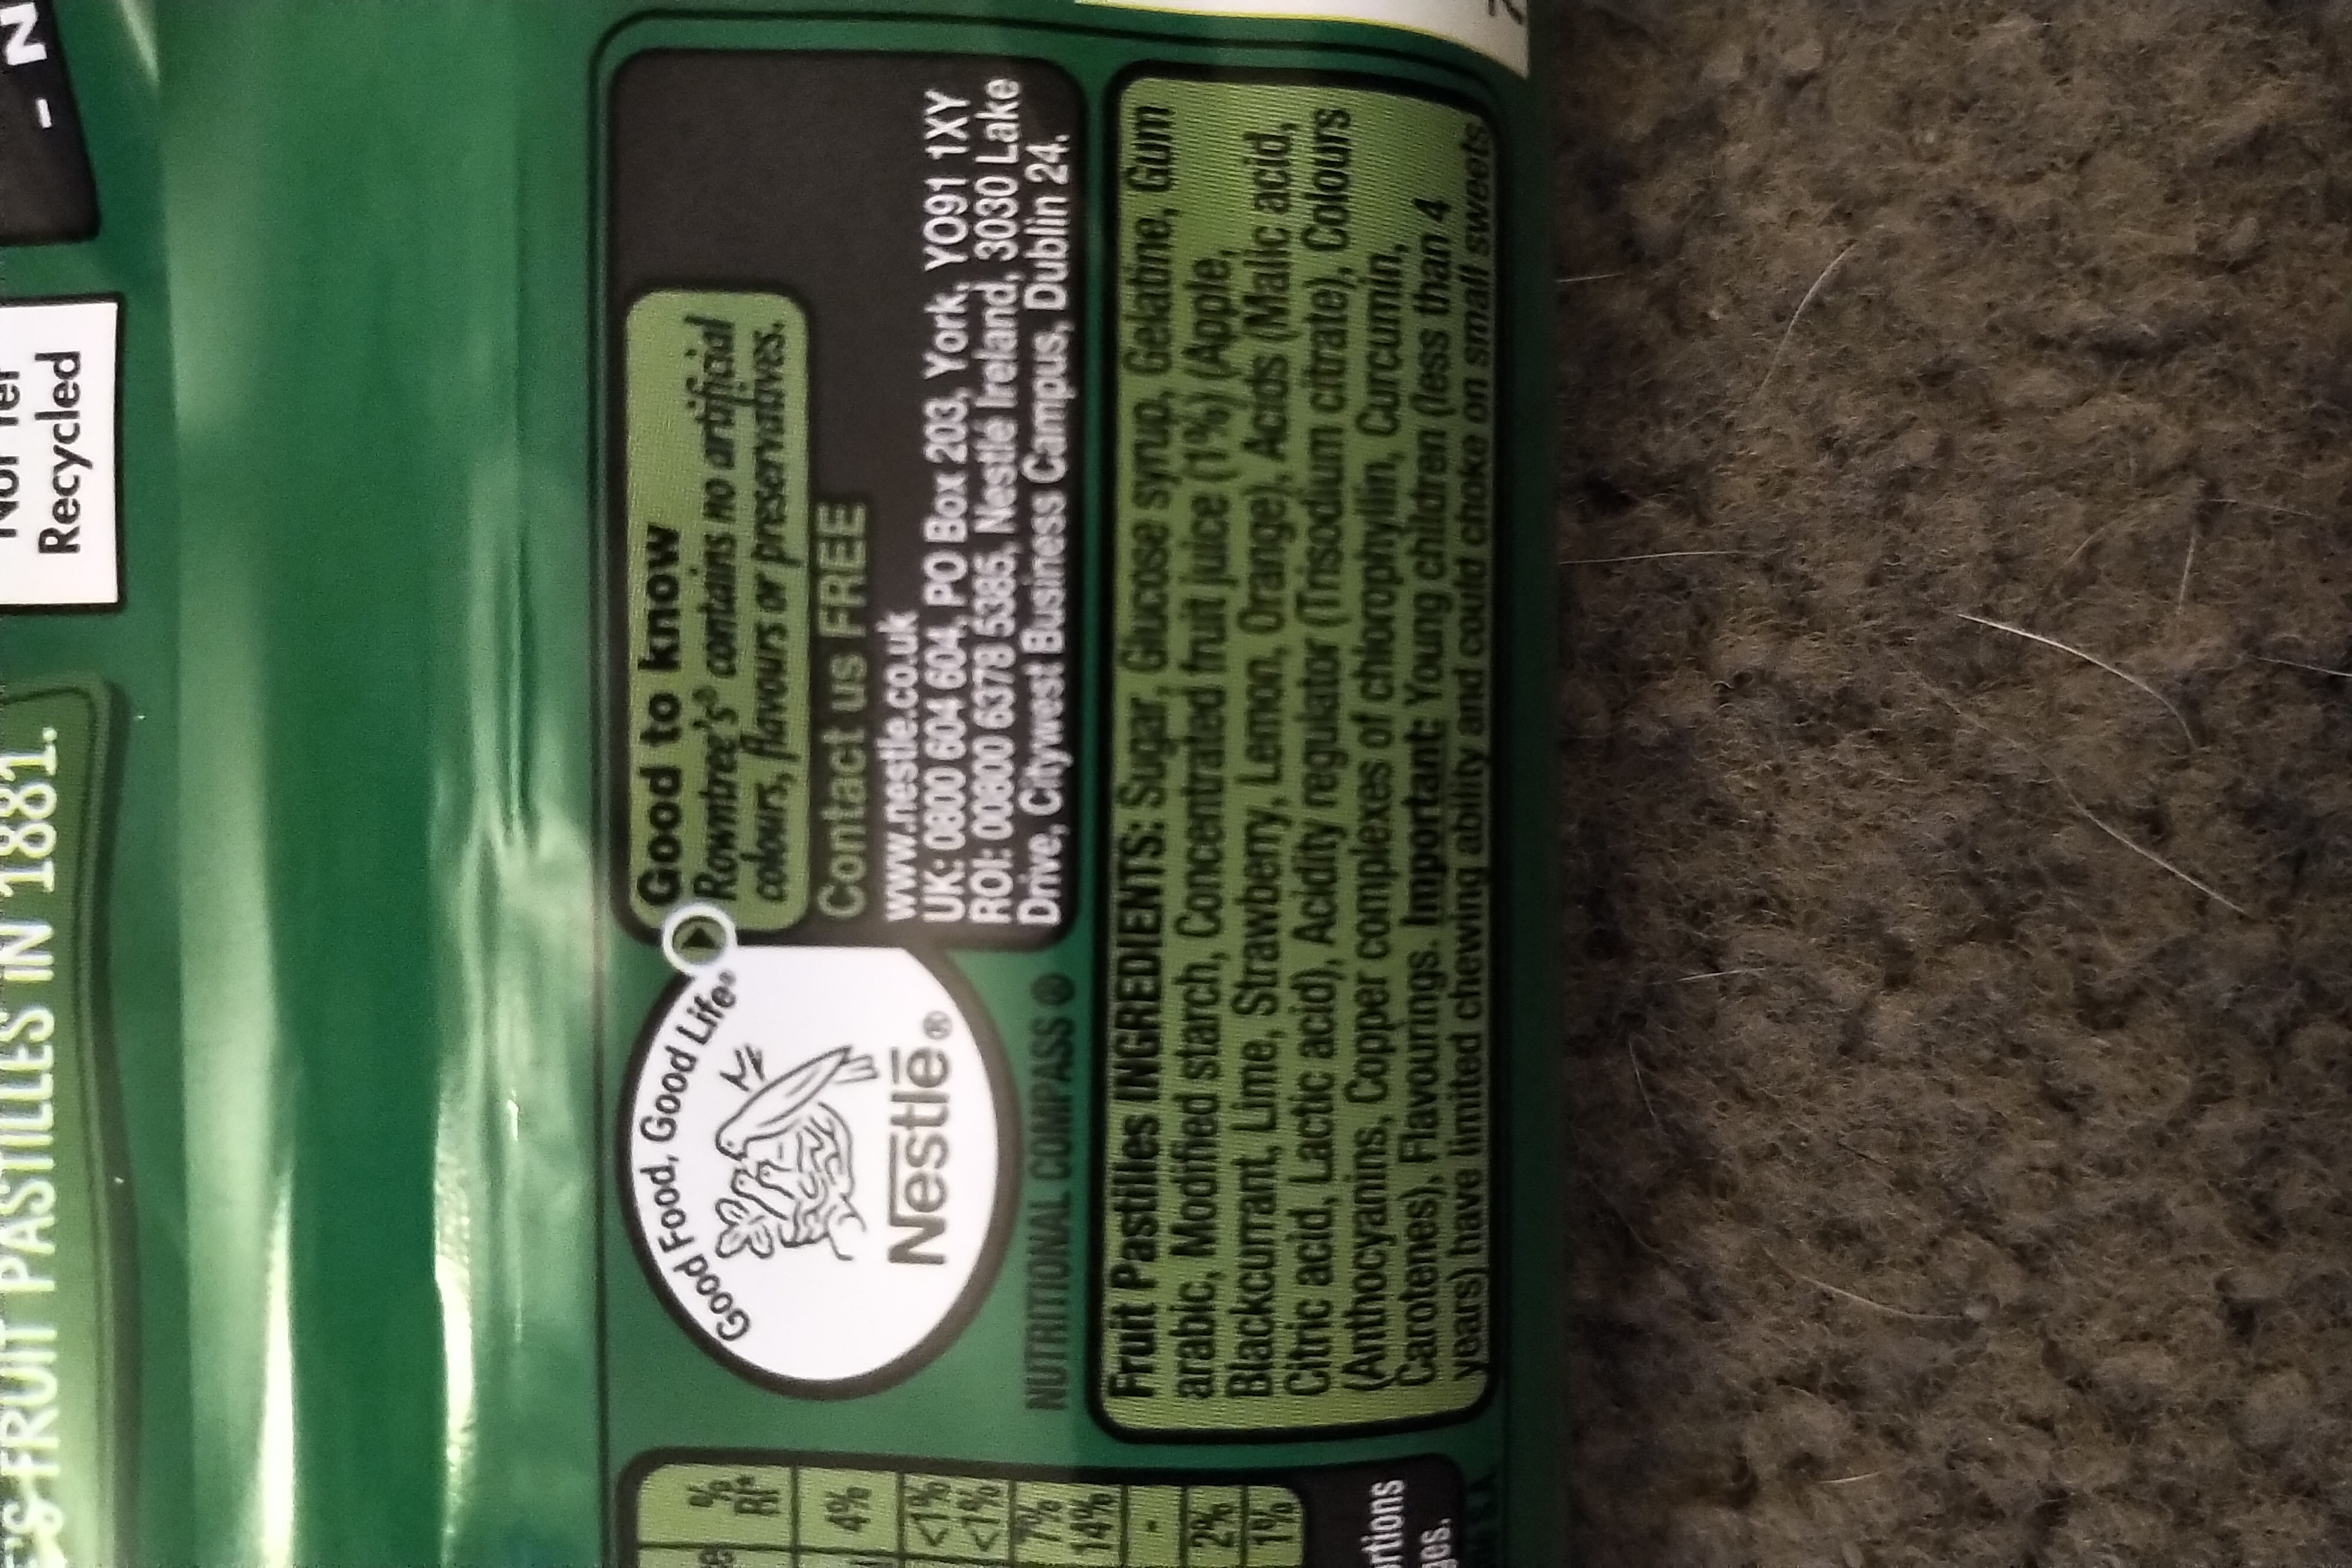 Recycled
FRUIT PASTILLES IN 1881.
Good to know
Rowntree's® contains no artificial
colours, flavours or preservatives.
Contact us FREE
www.nestle.co.uk
UK: 0800 604 604, PO Box 203, York, YO91 1XY
ROI: 00800 6378 5385, Nestlé Ireland, 3030 Lake
Drive, Citywest Business Campus, Dublin 24.
Good Food, Good Life®
Nestlé®
NUTRITIONAL COMPASS ®
Fruit Pastilles INGREDIENTS: Sugar, Glucose syrup, Gelatine, Gum
arabic, Modified starch, Concentrated fruit juice (1%) (Apple,
Blackcurrant, Lime, Strawberry, Lemon, Orange), Acids (Malic acid,
Citric acid, Lactic acid), Acidity regulator (Trisodium citrate), Colours
(Anthocyanins, Copper complexes of chlorophyllin, Curcumin,
Carotenes), Flavourings. Important: Young children (less than 4
years) have limited chewing ability and could choke on small sweets
%
RI*
4%
<1%
<1%
7%
14%
-
2%
1%